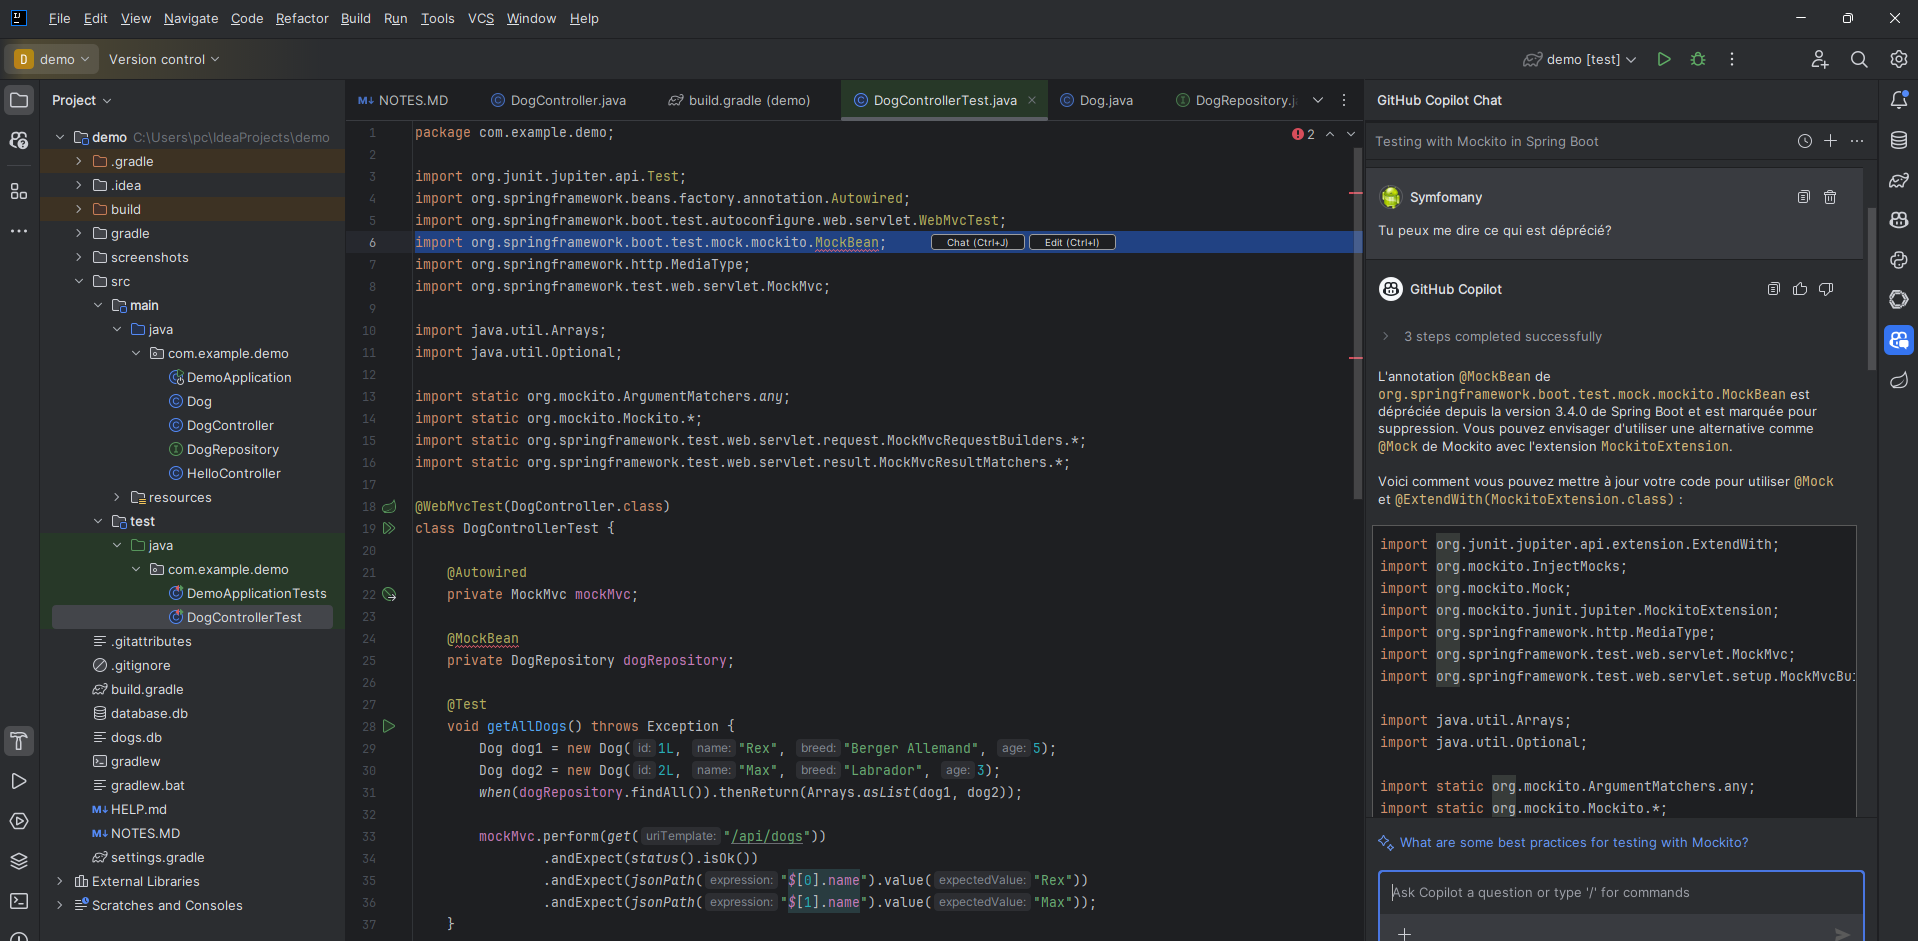 File Edit View Navigate Code Refactor Build Run Tools VCS Window Help
D demo Version control demo [test]
Project
demo C:\Users\pc\IdeaProjects\demo
.gradle
.idea
build
gradle
screenshots
src
main
java
com.example.demo
DemoApplication
Dog
DogController
DogRepository
HelloController
resources
test
java
com.example.demo
DemoApplicationTests
DogControllerTest
.gitattributes
.gitignore
build.gradle
database.db
dogs.db
gradlew
gradlew.bat
HELP.md
NOTES.MD
settings.gradle
External Libraries
Scratches and Consoles
NOTES.MD DogController.java build.gradle (demo) DogControllerTest.java Dog.java DogRepository.j
2
1 package com.example.demo;
2
3 import org.junit.jupiter.api.Test;
4 import org.springframework.beans.factory.annotation.Autowired;
5 import org.springframework.boot.test.autoconfigure.web.servlet.WebMvcTest;
6 import org.springframework.boot.test.mock.mockito.MockBean; Chat (Ctrl+J) Edit (Ctrl+I)
7 import org.springframework.http.MediaType;
8 import org.springframework.test.web.servlet.MockMvc;
9
10 import java.util.Arrays;
11 import java.util.Optional;
12
13 import static org.mockito.ArgumentMatchers.any;
14 import static org.mockito.Mockito.*;
15 import static org.springframework.test.web.servlet.request.MockMvcRequestBuilders.*;
16 import static org.springframework.test.web.servlet.result.MockMvcResultMatchers.*;
17
18 @WebMvcTest(DogController.class)
19 class DogControllerTest {
20
21 @Autowired
22 private MockMvc mockMvc;
23
24 @MockBean
25 private DogRepository dogRepository;
26
27 @Test
28 void getAllDogs() throws Exception {
29 Dog dog1 = new Dog( id: 1L, name: "Rex", breed: "Berger Allemand", age: 5);
30 Dog dog2 = new Dog( id: 2L, name: "Max", breed: "Labrador", age: 3);
31 when(dogRepository.findAll()).thenReturn(Arrays.asList(dog1, dog2));
32
33 mockMvc.perform(get( uriTemplate: "/api/dogs"))
34 .andExpect(status().isOk())
35 .andExpect(jsonPath( expression: "$[0].name").value( expectedValue: "Rex"))
36 .andExpect(jsonPath( expression: "$[1].name").value( expectedValue: "Max"));
37 }
GitHub Copilot Chat
Testing with Mockito in Spring Boot
Symfomany
Tu peux me dire ce qui est déprécié?
GitHub Copilot
3 steps completed successfully
L'annotation @MockBean de
org.springframework.boot.test.mock.mockito.MockBean est
dépréciée depuis la version 3.4.0 de Spring Boot et est marquée pour
suppression. Vous pouvez envisager d'utiliser une alternative comme
@Mock de Mockito avec l'extension MockitoExtension.
Voici comment vous pouvez mettre à jour votre code pour utiliser @Mock
et @ExtendWith(MockitoExtension.class) :
import org.junit.jupiter.api.extension.ExtendWith;
import org.mockito.InjectMocks;
import org.mockito.Mock;
import org.mockito.junit.jupiter.MockitoExtension;
import org.springframework.http.MediaType;
import org.springframework.test.web.servlet.MockMvc;
import org.springframework.test.web.servlet.setup.MockMvcBu
import java.util.Arrays;
import java.util.Optional;
import static org.mockito.ArgumentMatchers.any;
import static org.mockito.Mockito.*;
What are some best practices for testing with Mockito?
Ask Copilot a question or type '/' for commands